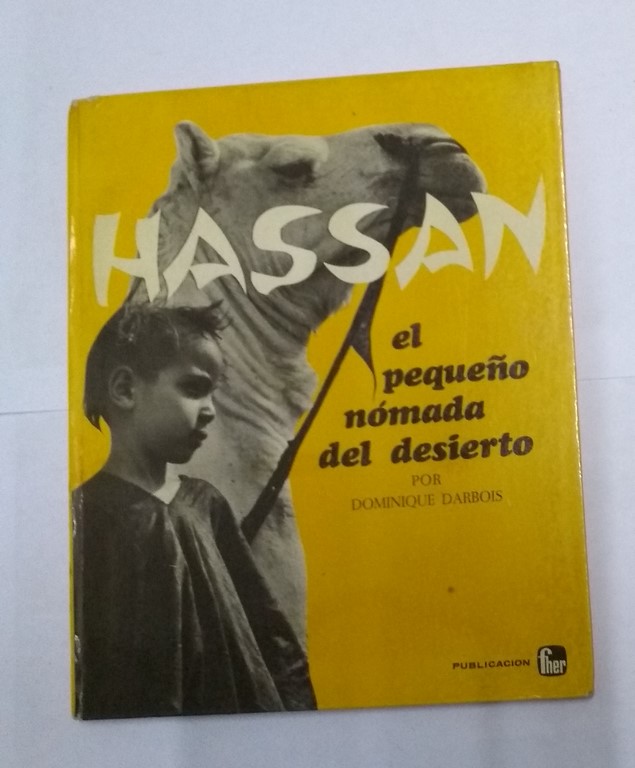 HASSAN
el
pequeño
nómada
del desierto
POR
DOMINIQUE DARBOIS
PUBLICACION fher